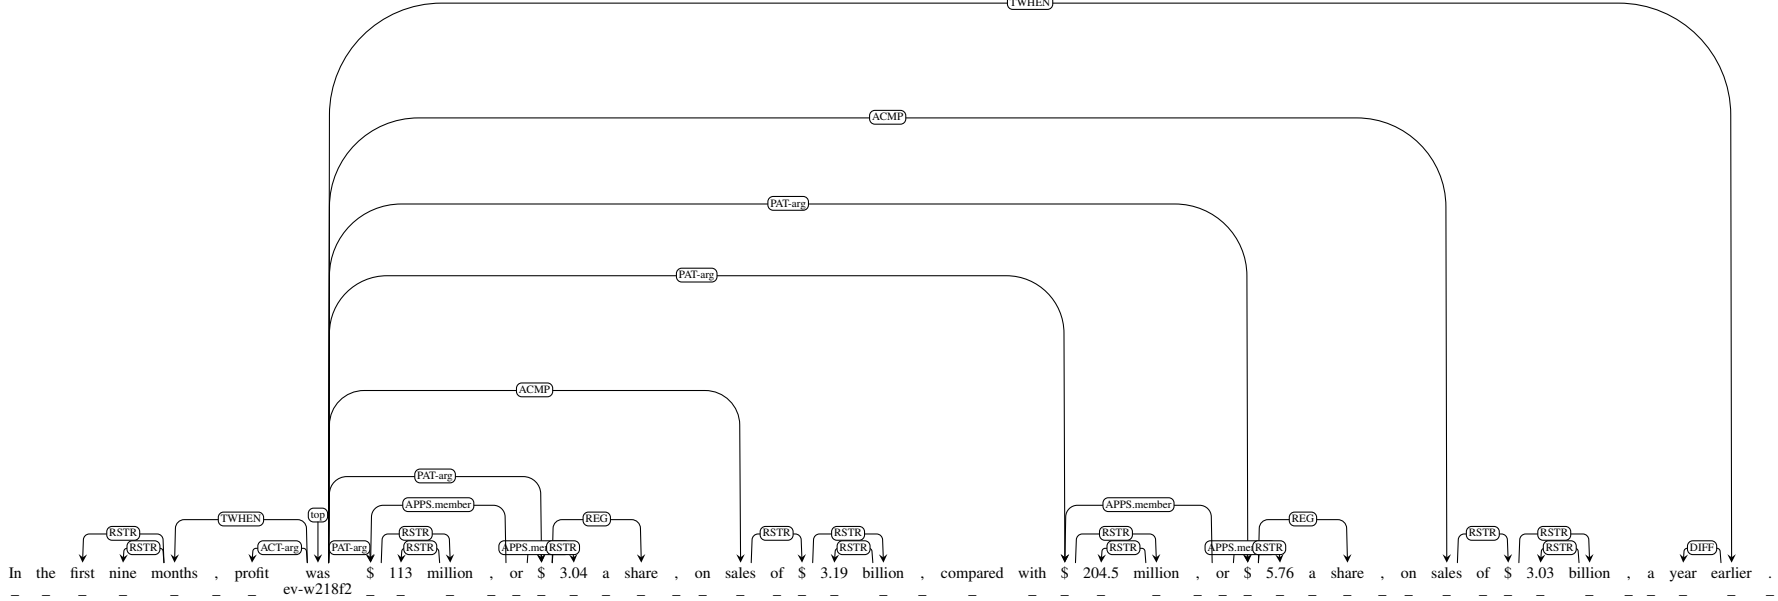 TWHEN
ACMP
PAT-arg
PAT-arg
ACMP
PAT-arg
APPS.member APPS.member
TWHEN top REG REG
RSTR RSTR RSTR RSTR RSTR RSTR RSTR
RSTR ACT-arg PAT-arg RSTR RSTR RSTR RSTR RSTR RSTR DIFF
In the first nine months , profit was $ 113 million , or $ 3.04 a share , on sales of $ 3.19 billion , compared with $ 204.5 million , or $ 5.76 a share , on sales of $ 3.03 billion , a year earlier .
_ _ _ _ _ _ _ ev-w218f2 _ _ _ _ _ _ _ _ _ _ _ _ _ _ _ _ _ _ _ _ _ _ _ _ _ _ _ _ _ _ _ _ _ _ _ _ _ _